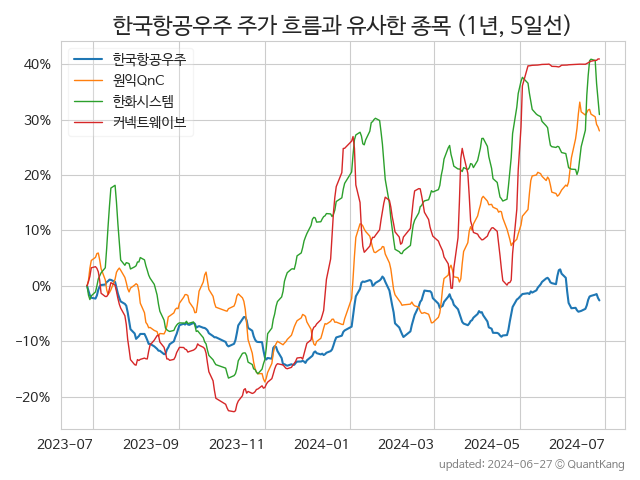 한국항공우주 주가 흐름과 유사한 종목 (1년, 5일선)
한국항공우주
원익QnC
한화시스템
커넥트웨이브
40%
30%
20%
10%
0%
−10%
−20%
2023-07 2023-09 2023-11 2024-01 2024-03 2024-05 2024-07
updated: 2024-06-27 © QuantKang